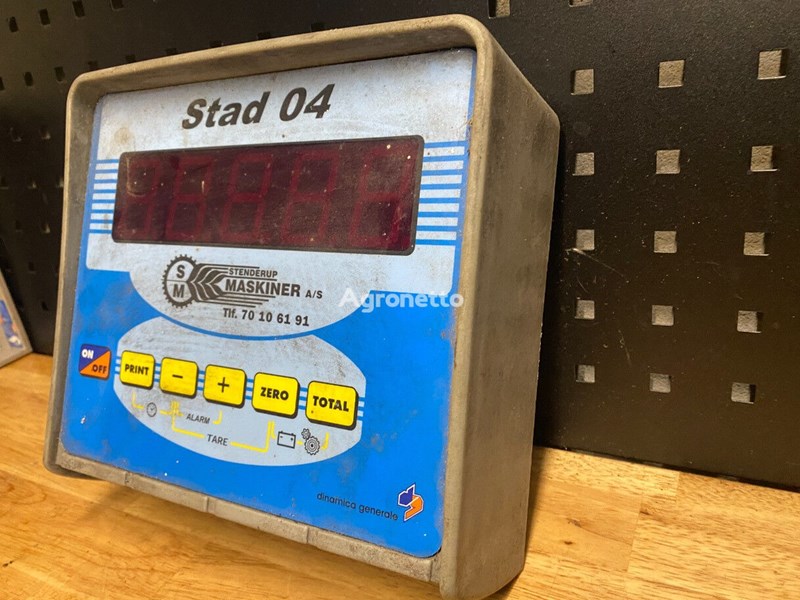 Stad 04
S M
STENDERUP
MASKINER A/S
Tlf. 70 10 61 91
Agronetto
ON
OFF
PRINT
−
+
ZERO
TOTAL
ALARM
TARE
dinamica generale